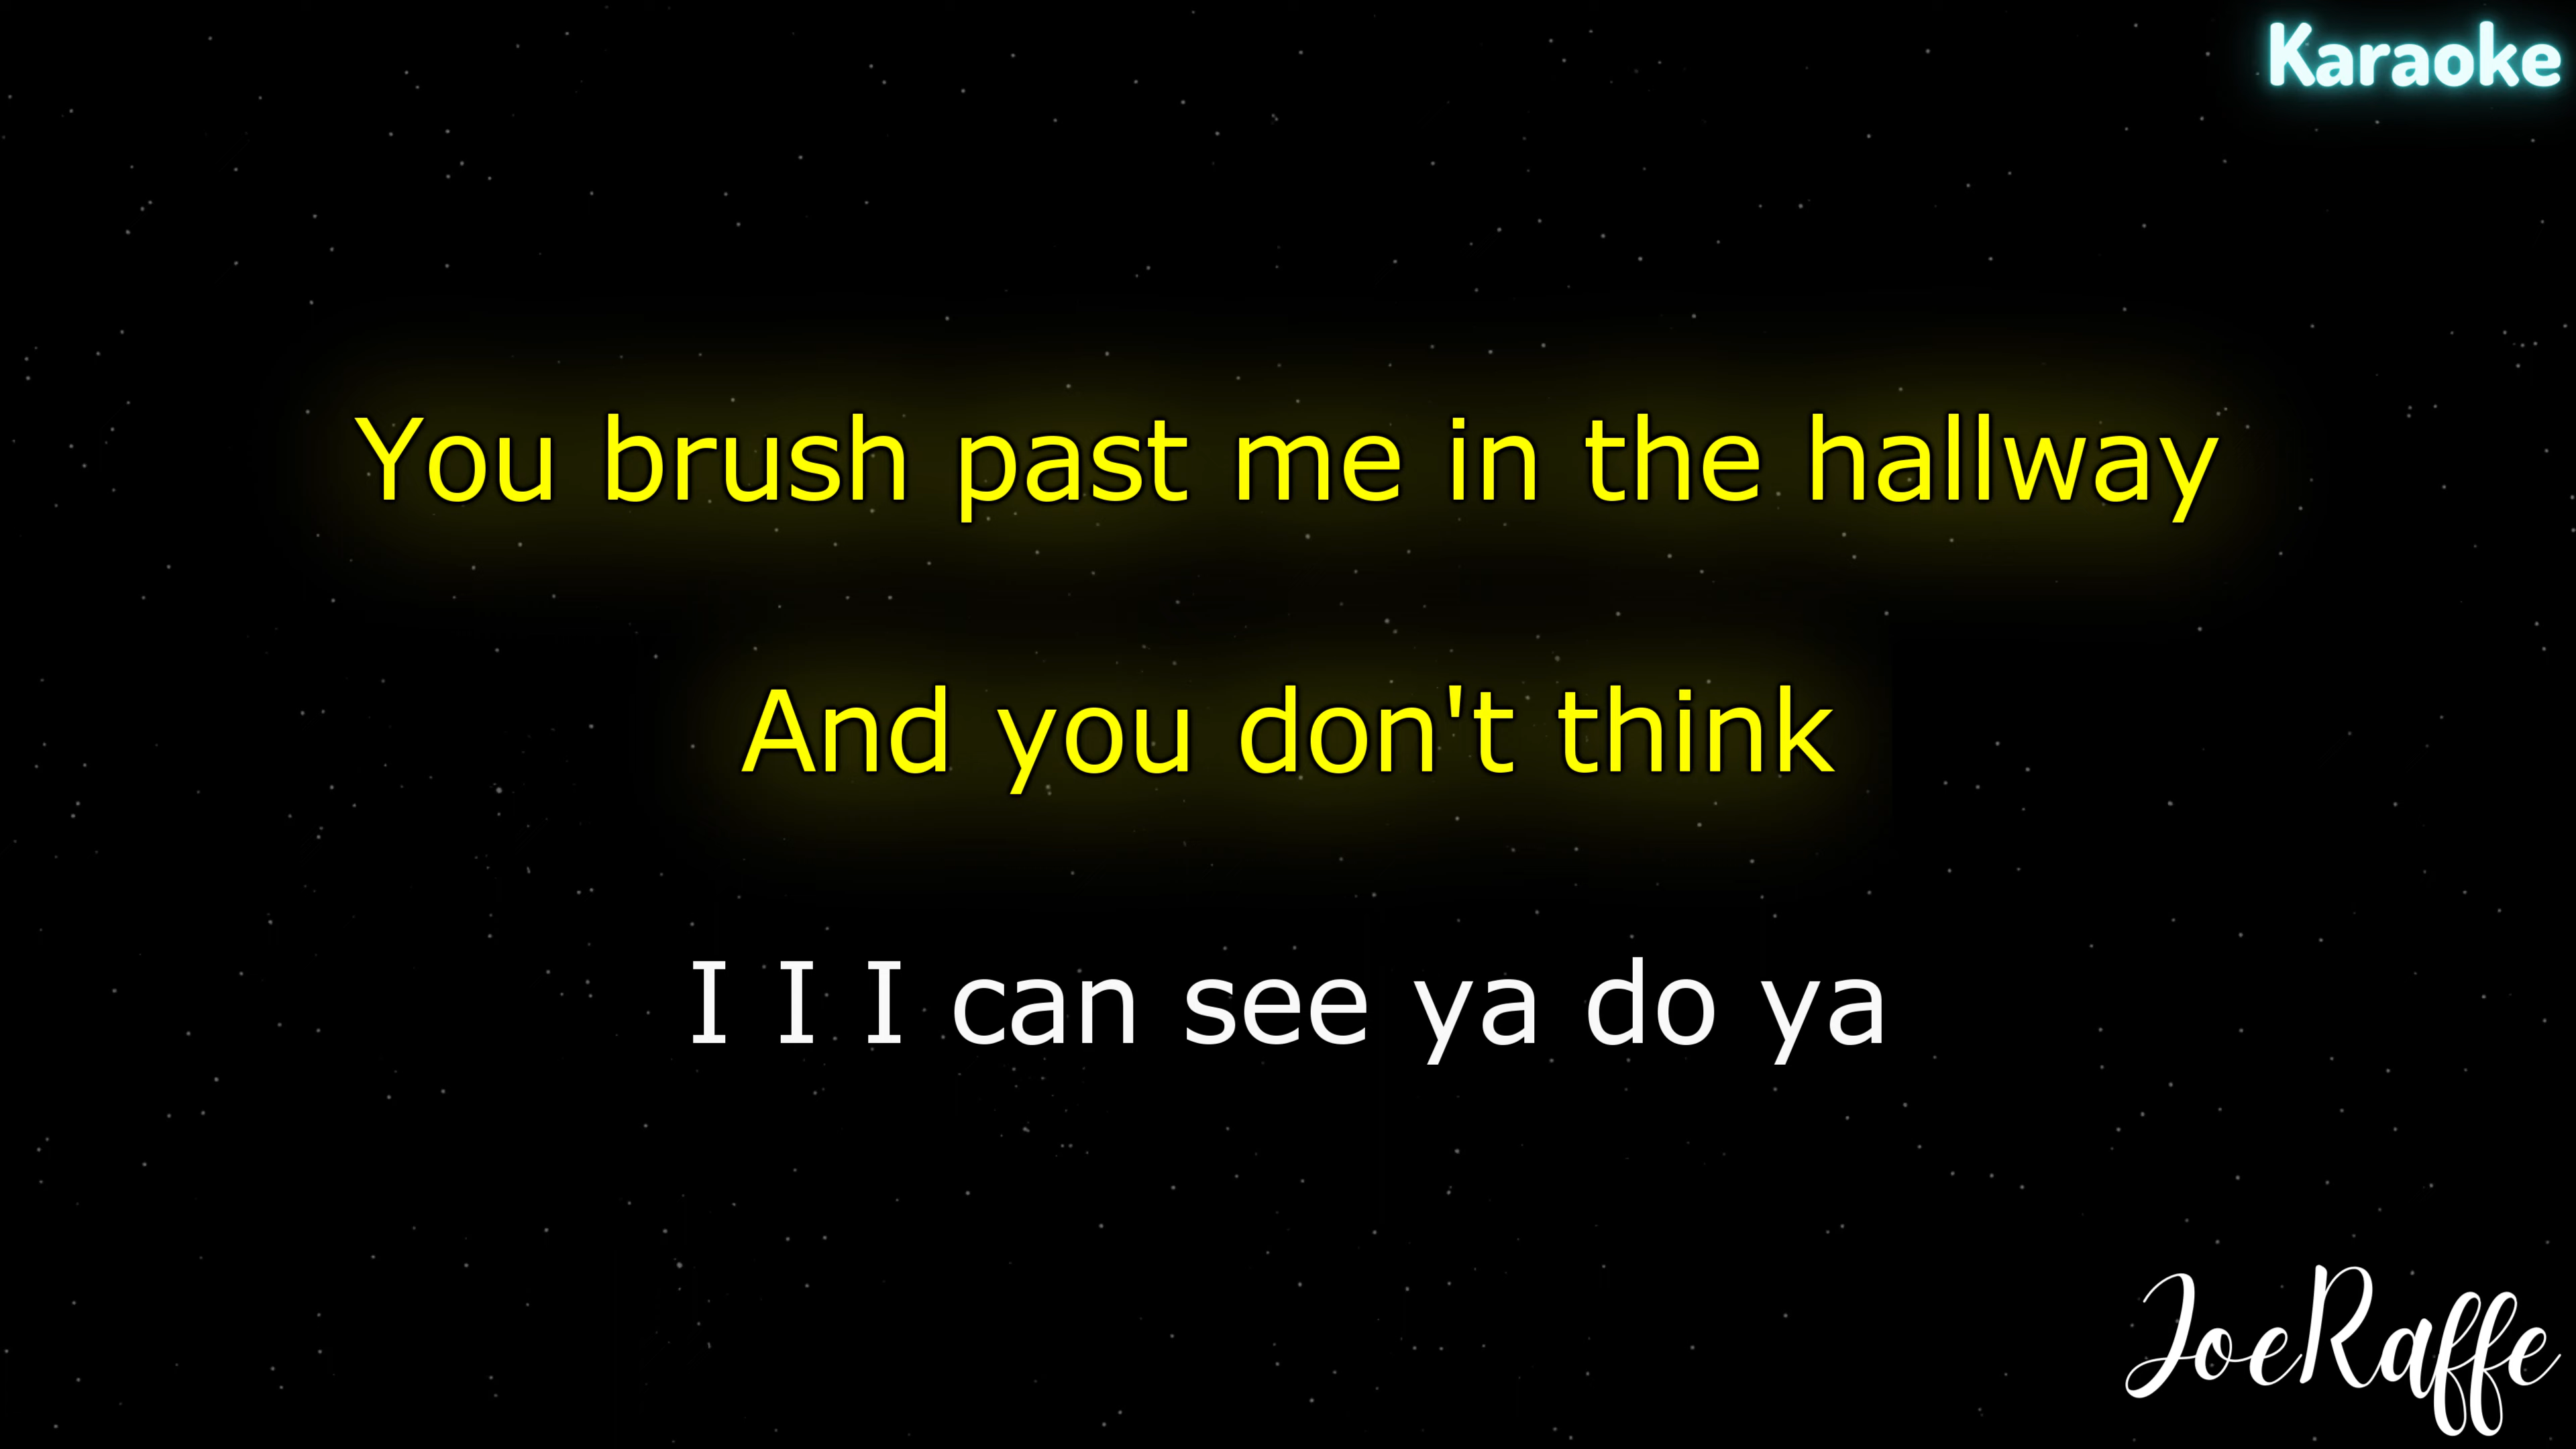 Karaoke
You brush past me in the hallway
And you don't think
I I I can see ya do ya
JoeRaffe